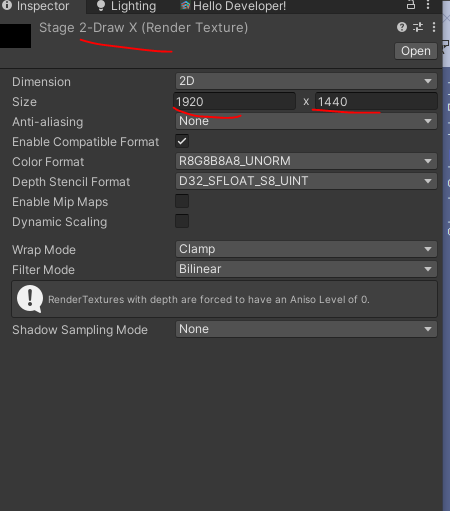 Inspector Lighting Hello Developer!
Stage 2-Draw X (Render Texture)
Open
Dimension 2D
Size 1920 x 1440
Anti-aliasing None
Enable Compatible Format
Color Format R8G8B8A8_UNORM
Depth Stencil Format D32_SFLOAT_S8_UINT
Enable Mip Maps
Dynamic Scaling
Wrap Mode Clamp
Filter Mode Bilinear
RenderTextures with depth are forced to have an Aniso Level of 0.
Shadow Sampling Mode None